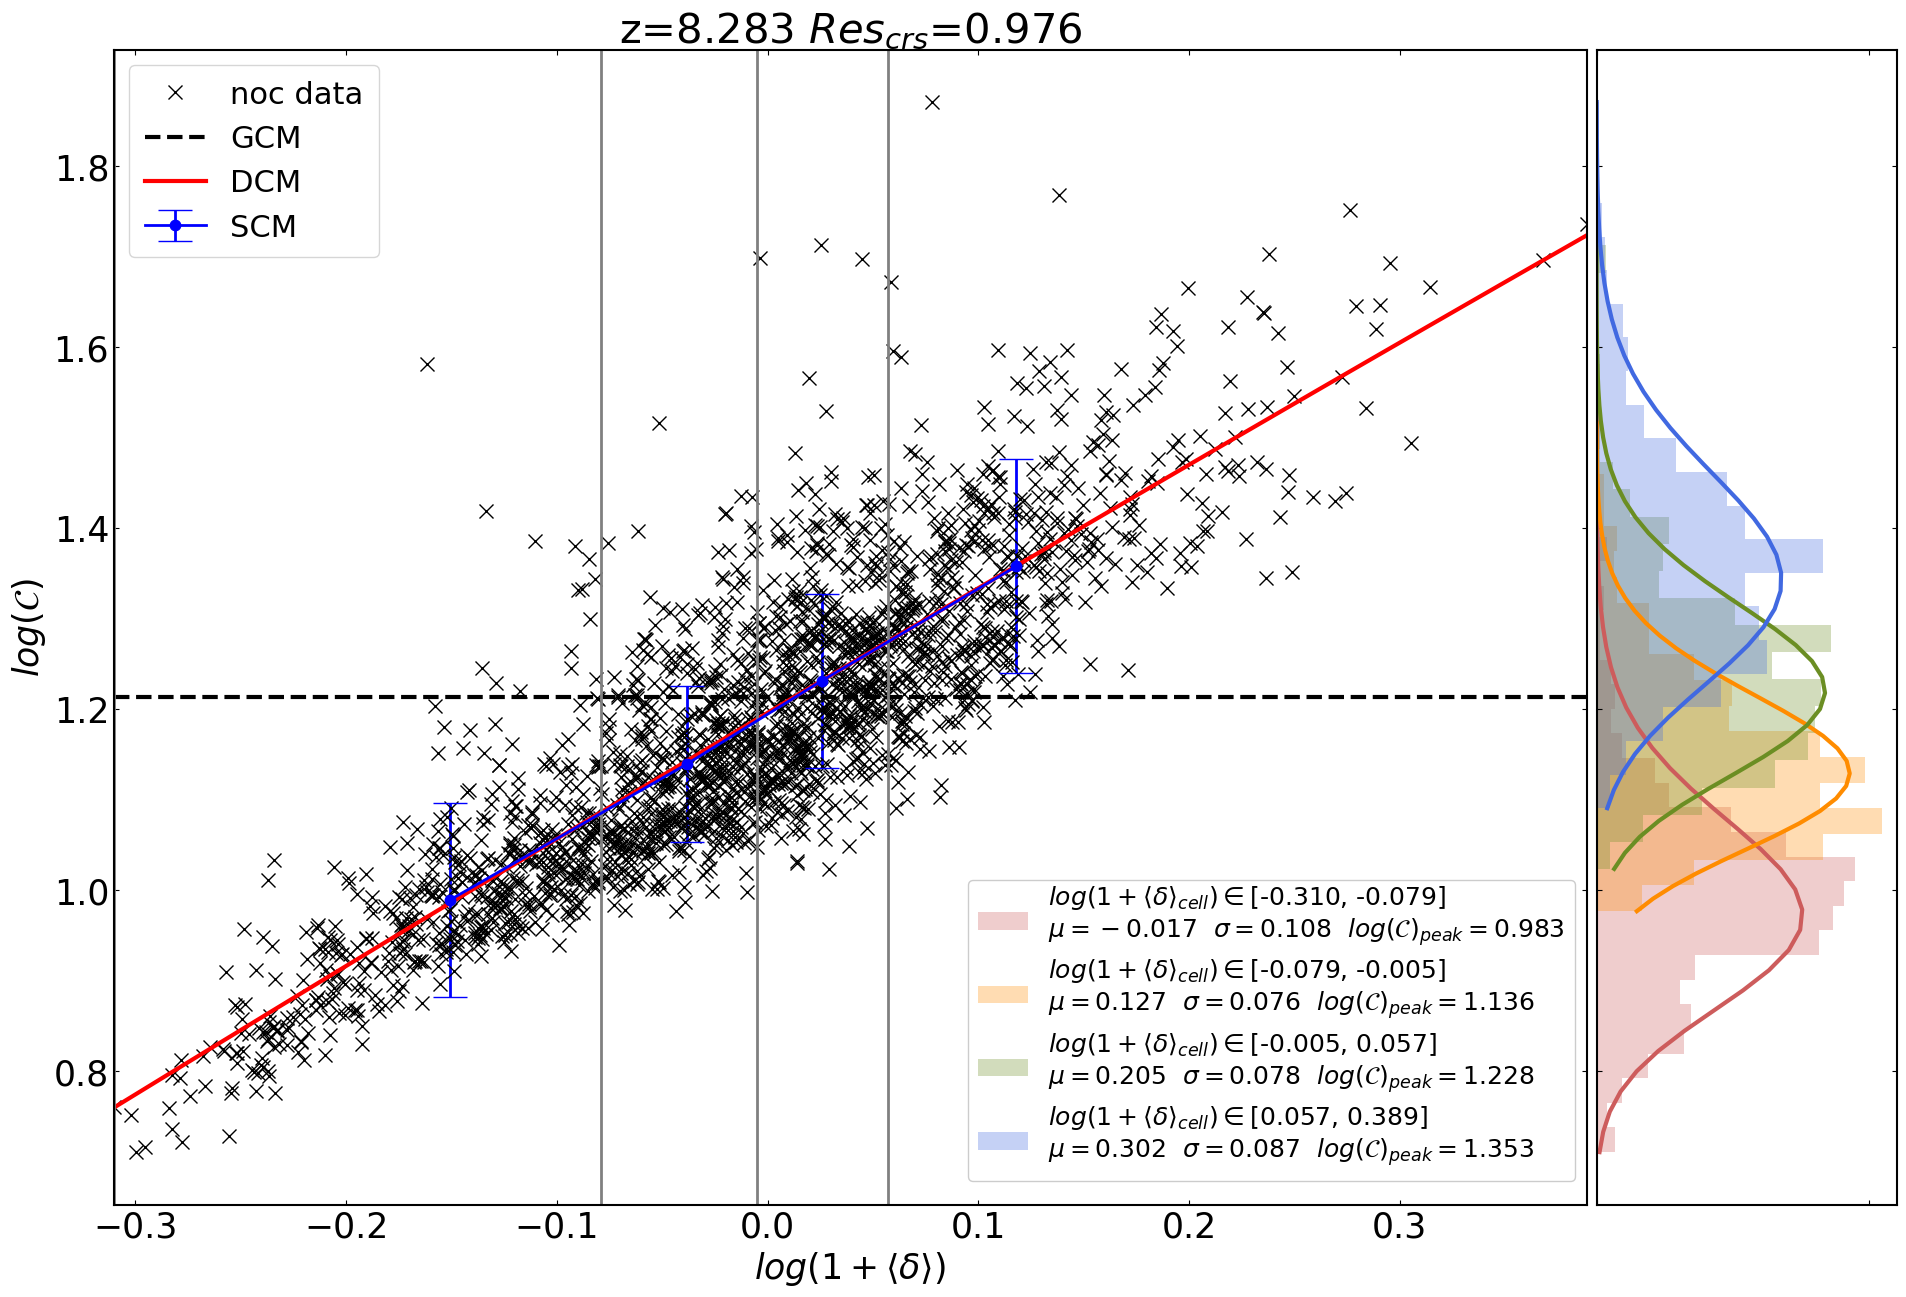 z=8.283 Res_crs=0.976
noc data
GCM
DCM
SCM
log(𝒞)
1.8
1.6
1.4
1.2
1.0
0.8
log(1 + ⟨δ⟩_cell) ∈ [-0.310, -0.079]
μ = −0.017 σ = 0.108 log(𝒞)_peak = 0.983
log(1 + ⟨δ⟩_cell) ∈ [-0.079, -0.005]
μ = 0.127 σ = 0.076 log(𝒞)_peak = 1.136
log(1 + ⟨δ⟩_cell) ∈ [-0.005, 0.057]
μ = 0.205 σ = 0.078 log(𝒞)_peak = 1.228
log(1 + ⟨δ⟩_cell) ∈ [0.057, 0.389]
μ = 0.302 σ = 0.087 log(𝒞)_peak = 1.353
−0.3 −0.2 −0.1 0.0 0.1 0.2 0.3
log(1 + ⟨δ⟩)